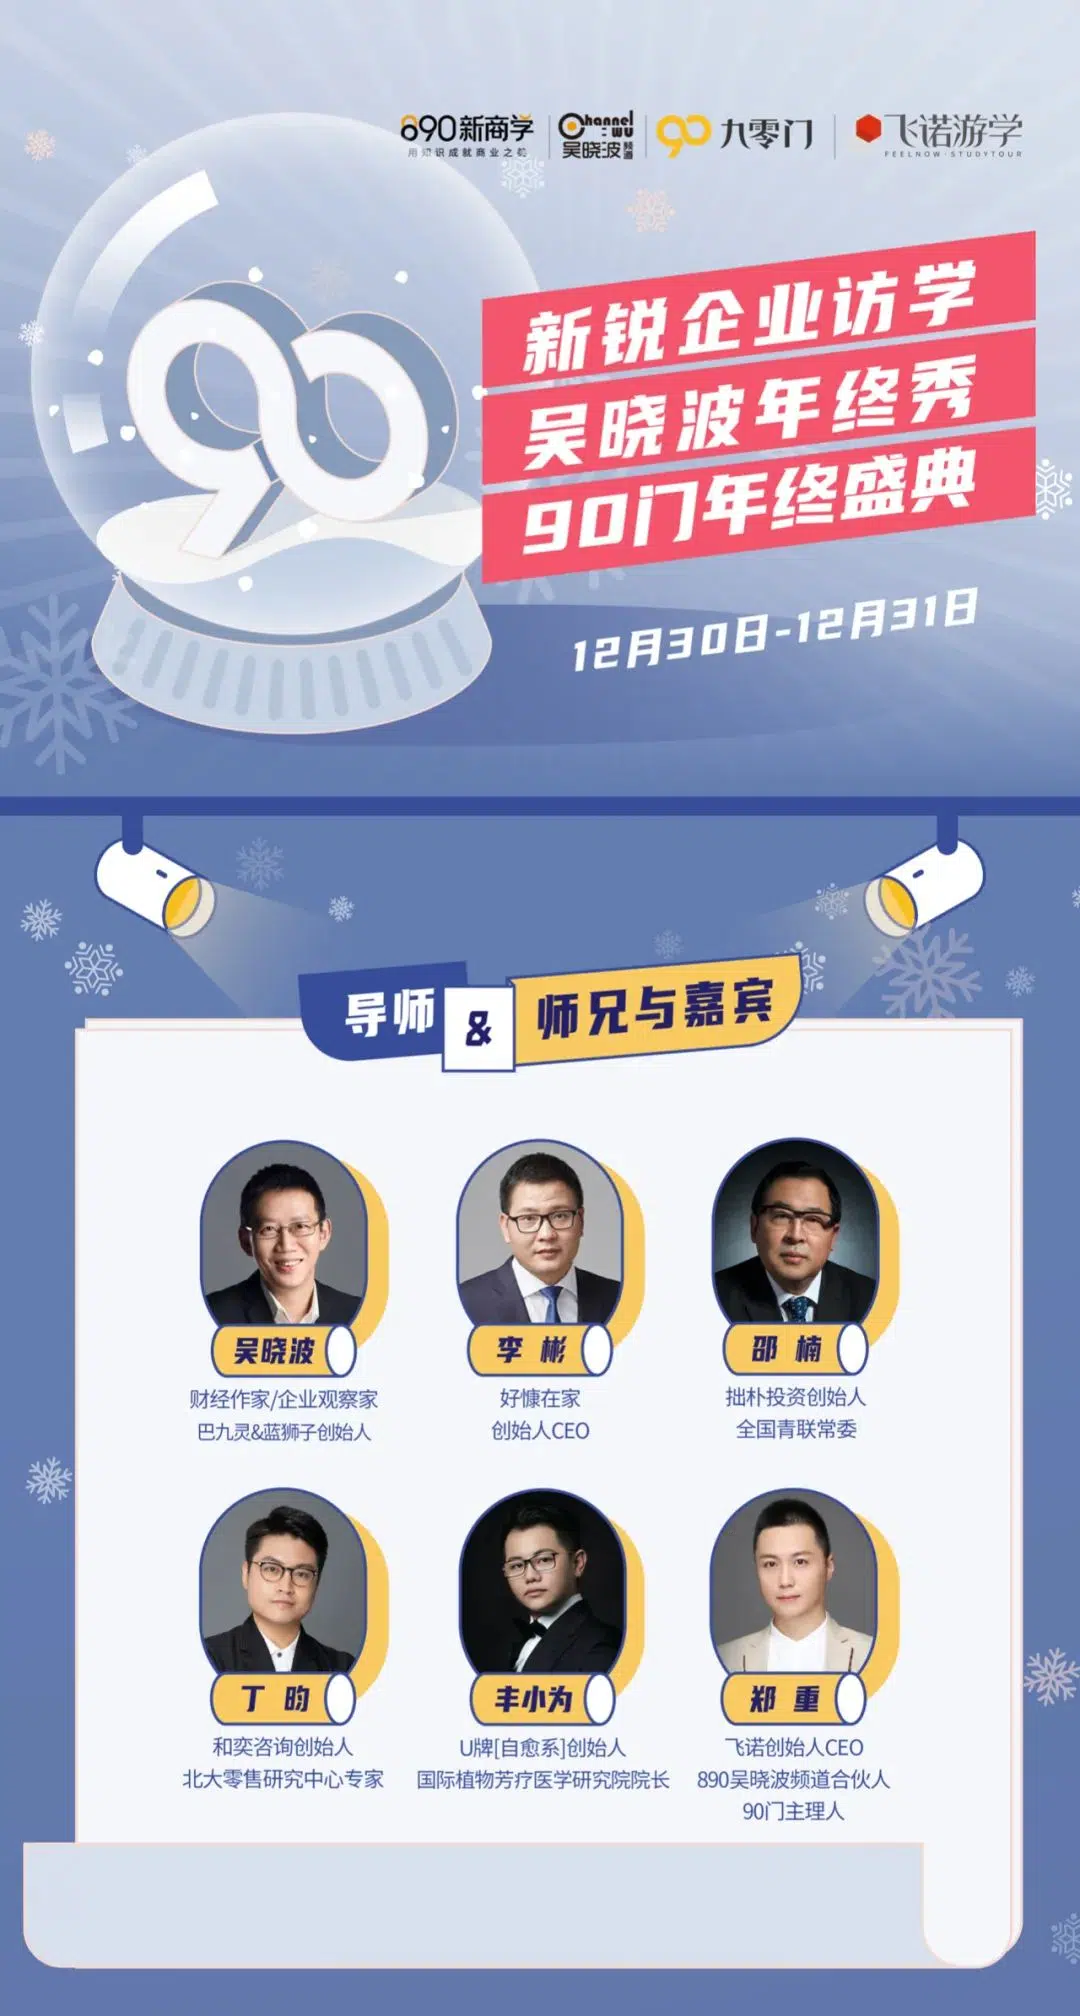 890新商学
用知识成就商业之美
Channel
WU
吴晓波频道
90 九零门
飞诺游学
FEELNOW·STUDYTOUR
90
新锐企业访学
吴晓波年终秀
90门年终盛典
12月30日-12月31日
导师 & 师兄与嘉宾
吴晓波
财经作家/企业观察家
巴九灵&蓝狮子创始人
李 彬
好慷在家
创始人CEO
邵 楠
拙朴投资创始人
全国青联常委
丁 昀
和奕咨询创始人
北大零售研究中心专家
丰小为
U牌[自愈系]创始人
国际植物芳疗医学研究院院长
郑 重
飞诺创始人CEO
890吴晓波频道合伙人
90门主理人